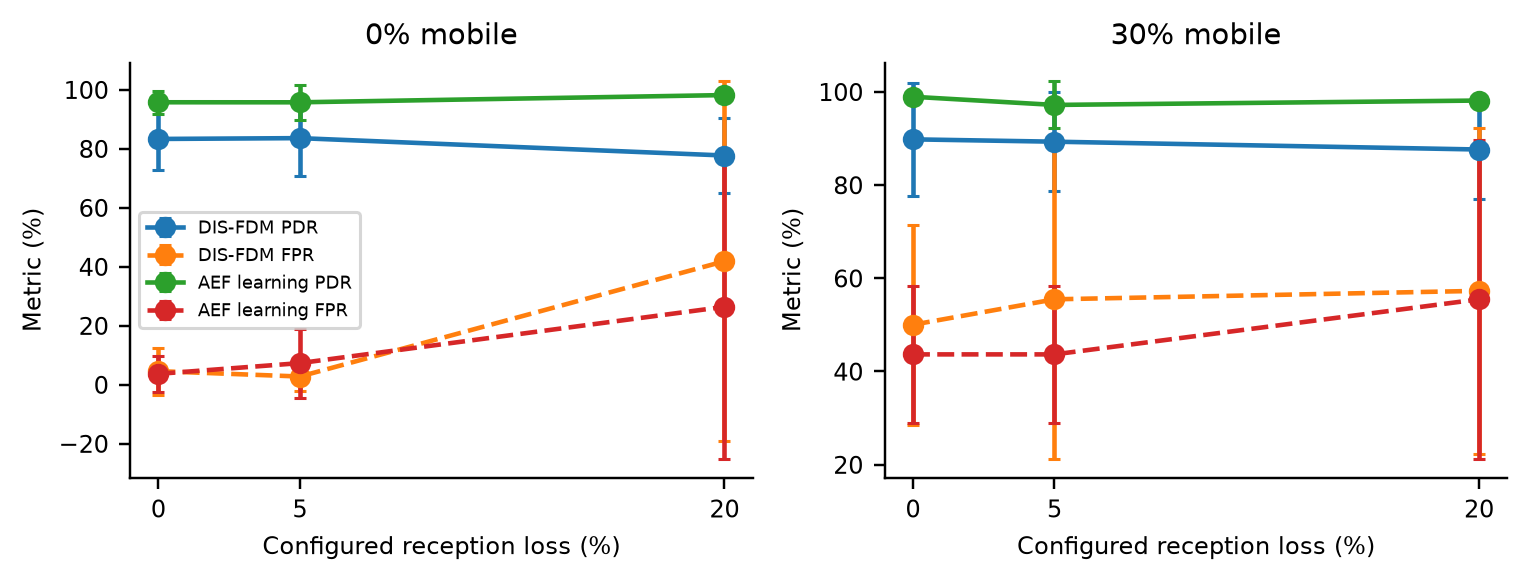 0% mobile
Metric (%)
100
80
60
40
20
0
−20
DIS-FDM PDR
DIS-FDM FPR
AEF learning PDR
AEF learning FPR
0
5
20
Configured reception loss (%)
30% mobile
Metric (%)
100
80
60
40
20
0
5
20
Configured reception loss (%)